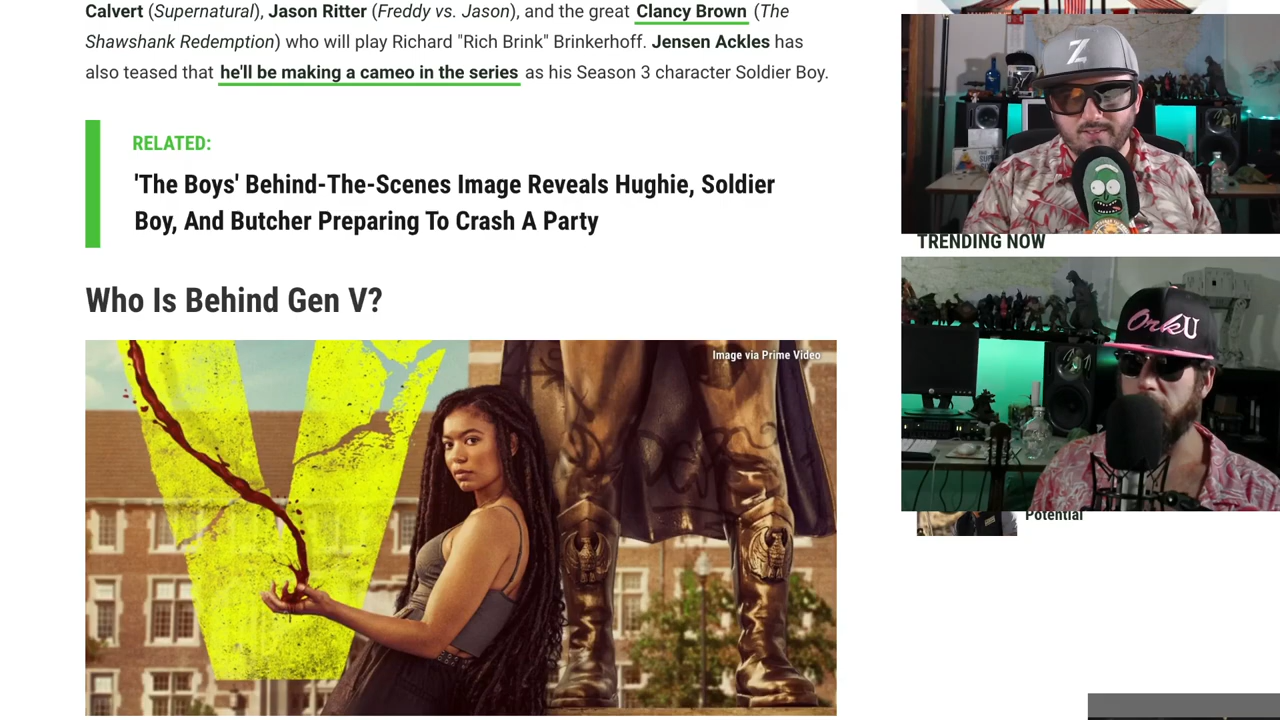 Calvert (Supernatural), Jason Ritter (Freddy vs. Jason), and the great Clancy Brown (The
Shawshank Redemption) who will play Richard "Rich Brink" Brinkerhoff. Jensen Ackles has
also teased that he'll be making a cameo in the series as his Season 3 character Soldier Boy.
RELATED:
'The Boys' Behind-The-Scenes Image Reveals Hughie, Soldier
Boy, And Butcher Preparing To Crash A Party
Who Is Behind Gen V?
Image via Prime Video
V
Z
TRENDING NOW
OnkU
Potential